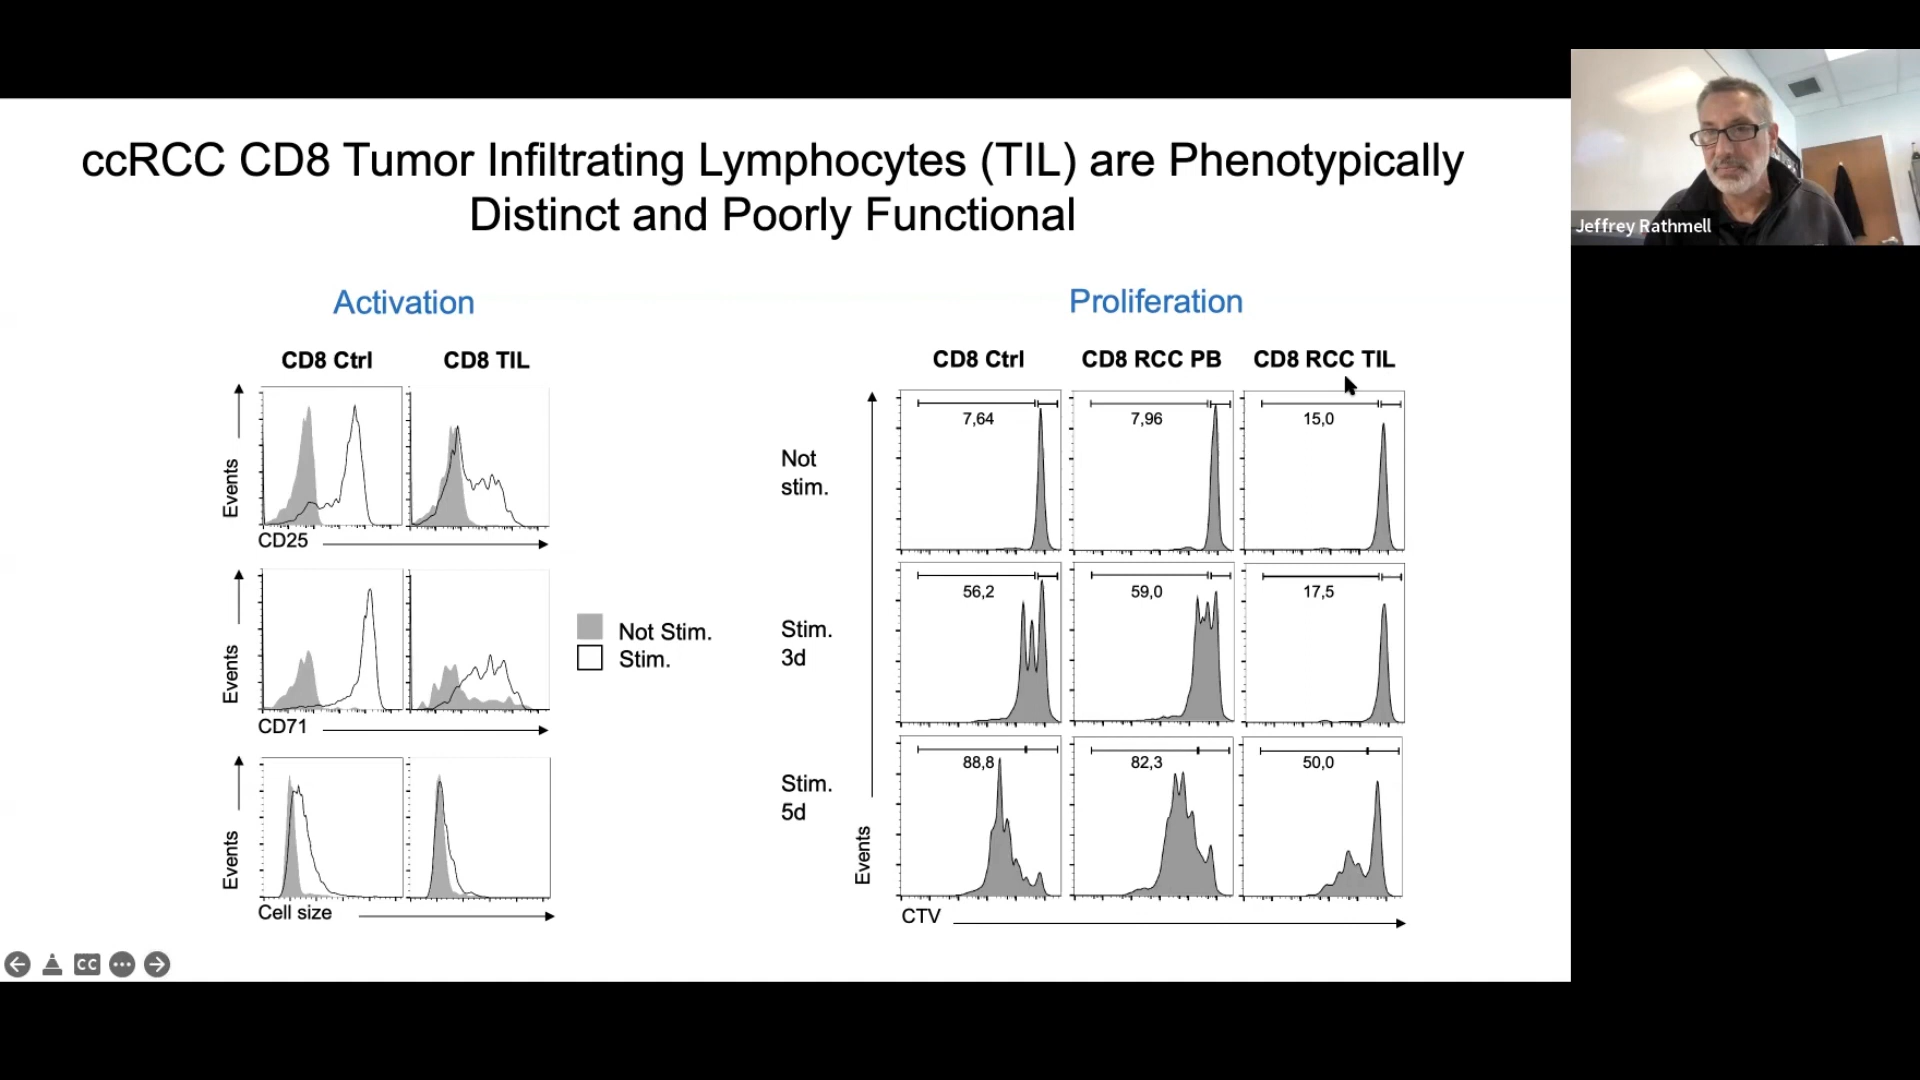 ccRCC CD8 Tumor Infiltrating Lymphocytes (TIL) are Phenotypically
Distinct and Poorly Functional
Jeffrey Rathmell
Activation
CD8 Ctrl
CD8 TIL
Events
CD25
Events
CD71
Events
Cell size
Not Stim.
Stim.
Proliferation
CD8 Ctrl
CD8 RCC PB
CD8 RCC TIL
Not
stim.
7,64
7,96
15,0
Stim.
3d
56,2
59,0
17,5
Stim.
5d
88,8
82,3
50,0
Events
CTV
CC